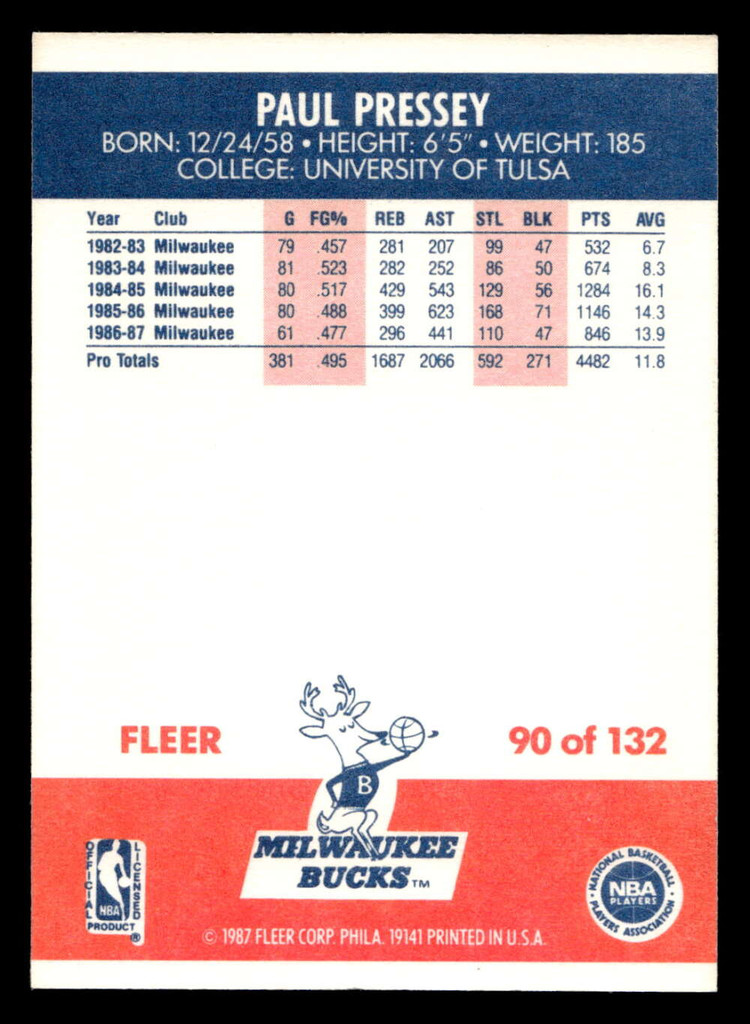 PAUL PRESSEY
BORN: 12/24/58 • HEIGHT: 6'5" • WEIGHT: 185
COLLEGE: UNIVERSITY OF TULSA
Year Club G FG% REB AST STL BLK PTS AVG
1982-83 Milwaukee 79 .457 281 207 99 47 532 6.7
1983-84 Milwaukee 81 .523 282 252 86 50 674 8.3
1984-85 Milwaukee 80 .517 429 543 129 56 1284 16.1
1985-86 Milwaukee 80 .488 399 623 168 71 1146 14.3
1986-87 Milwaukee 61 .477 296 441 110 47 846 13.9
Pro Totals 381 .495 1687 2066 592 271 4482 11.8
FLEER 90 of 132
B
MILWAUKEE
BUCKS™
OFFICIAL LICENSED
NBA
PRODUCT ®
NATIONAL BASKETBALL
NBA
PLAYERS
PLAYERS ASSOCIATION
© 1987 FLEER CORP. PHILA. 19141 PRINTED IN U.S.A.